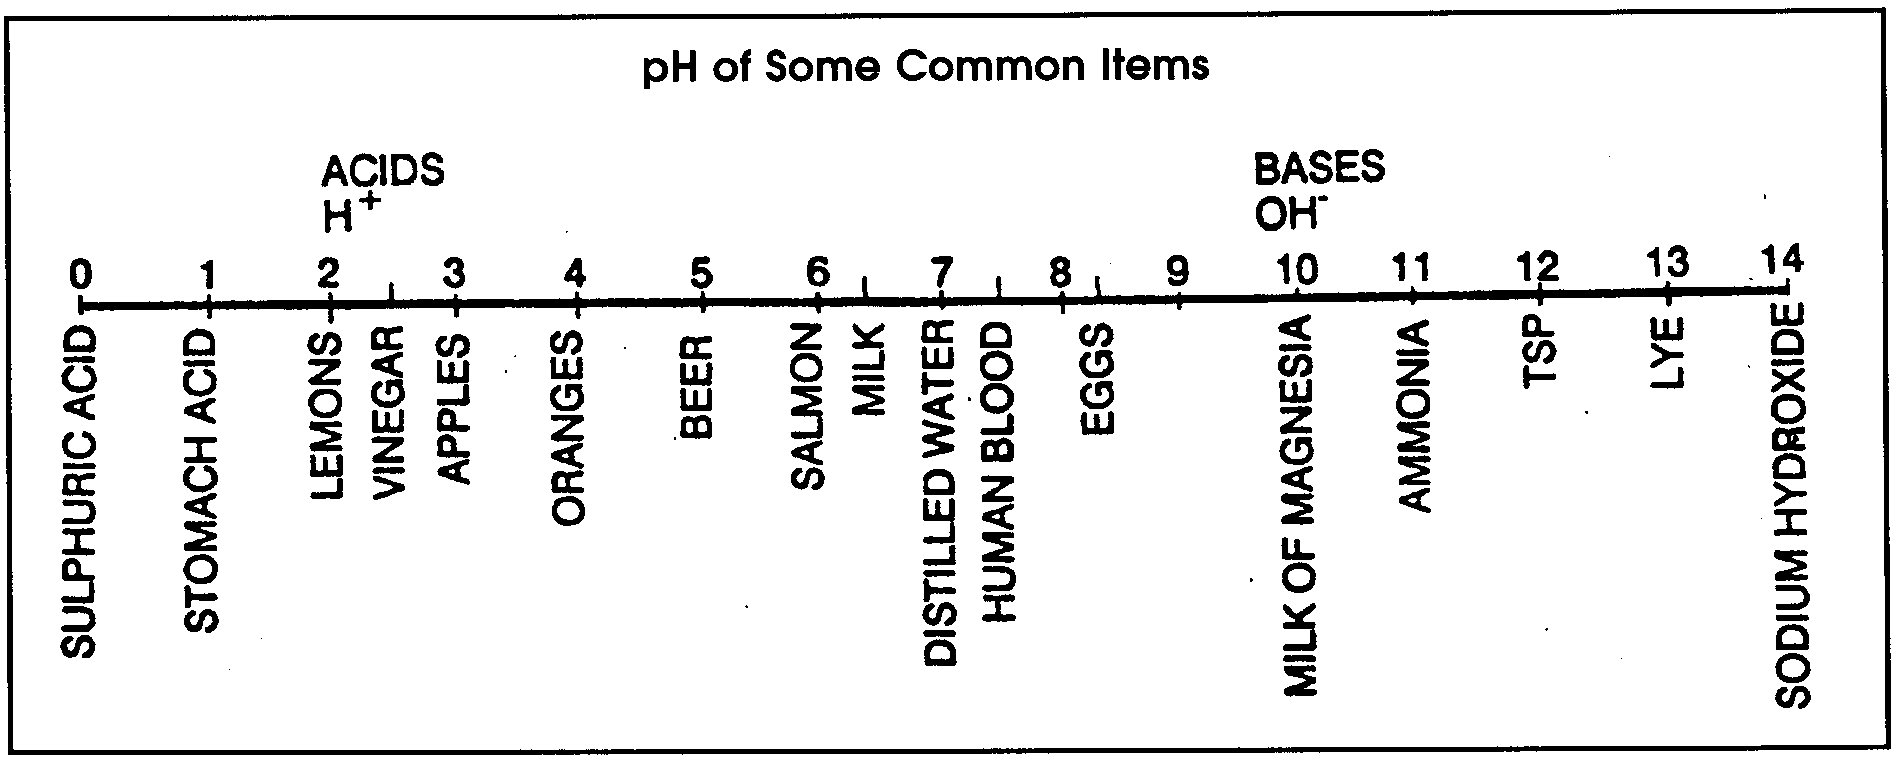 pH of Some Common Items
ACIDS
H+
BASES
OH-
0 1 2 3 4 5 6 7 8 9 10 11 12 13 14
SULPHURIC ACID
STOMACH ACID
LEMONS
VINEGAR
APPLES
ORANGES
BEER
SALMON
MILK
DISTILLED WATER
HUMAN BLOOD
EGGS
MILK OF MAGNESIA
AMMONIA
TSP
LYE
SODIUM HYDROXIDE